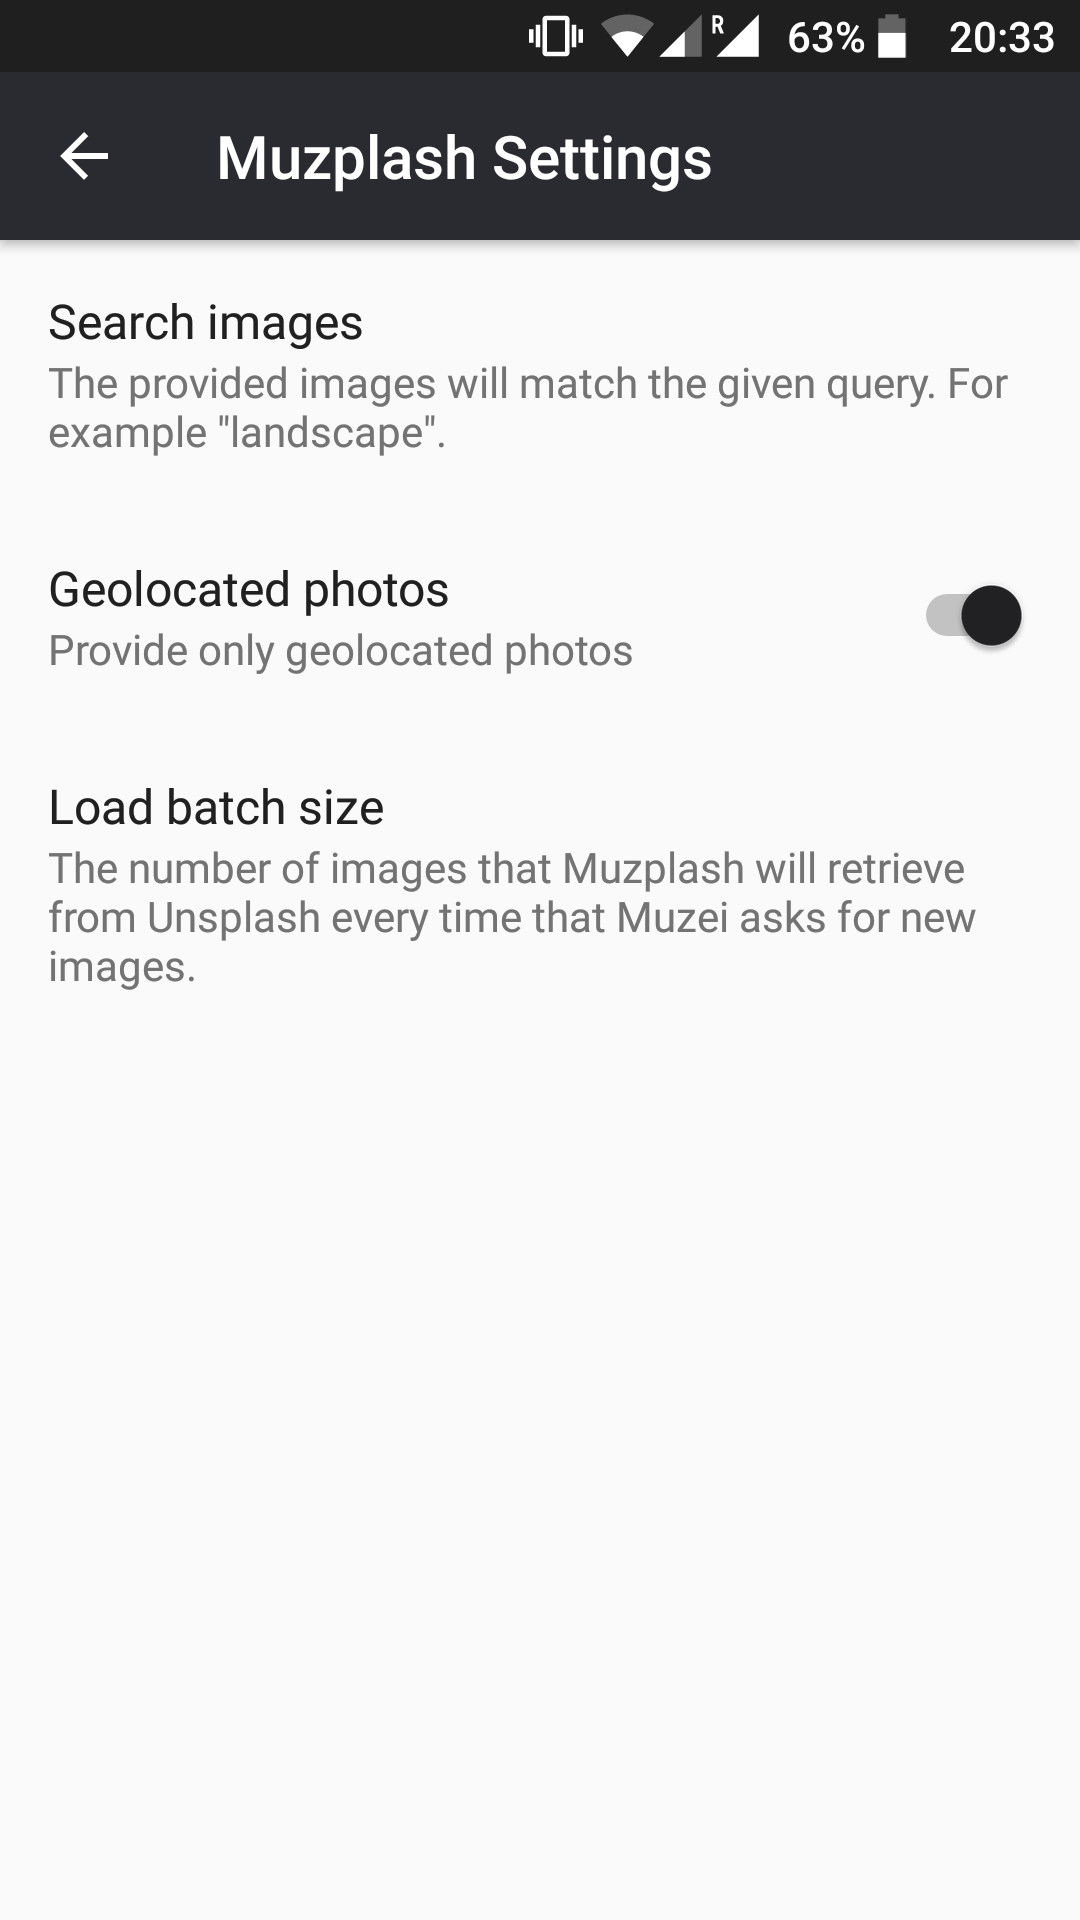 R 63% 20:33
Muzplash Settings
Search images
The provided images will match the given query. For
example "landscape".
Geolocated photos
Provide only geolocated photos
Load batch size
The number of images that Muzplash will retrieve
from Unsplash every time that Muzei asks for new
images.